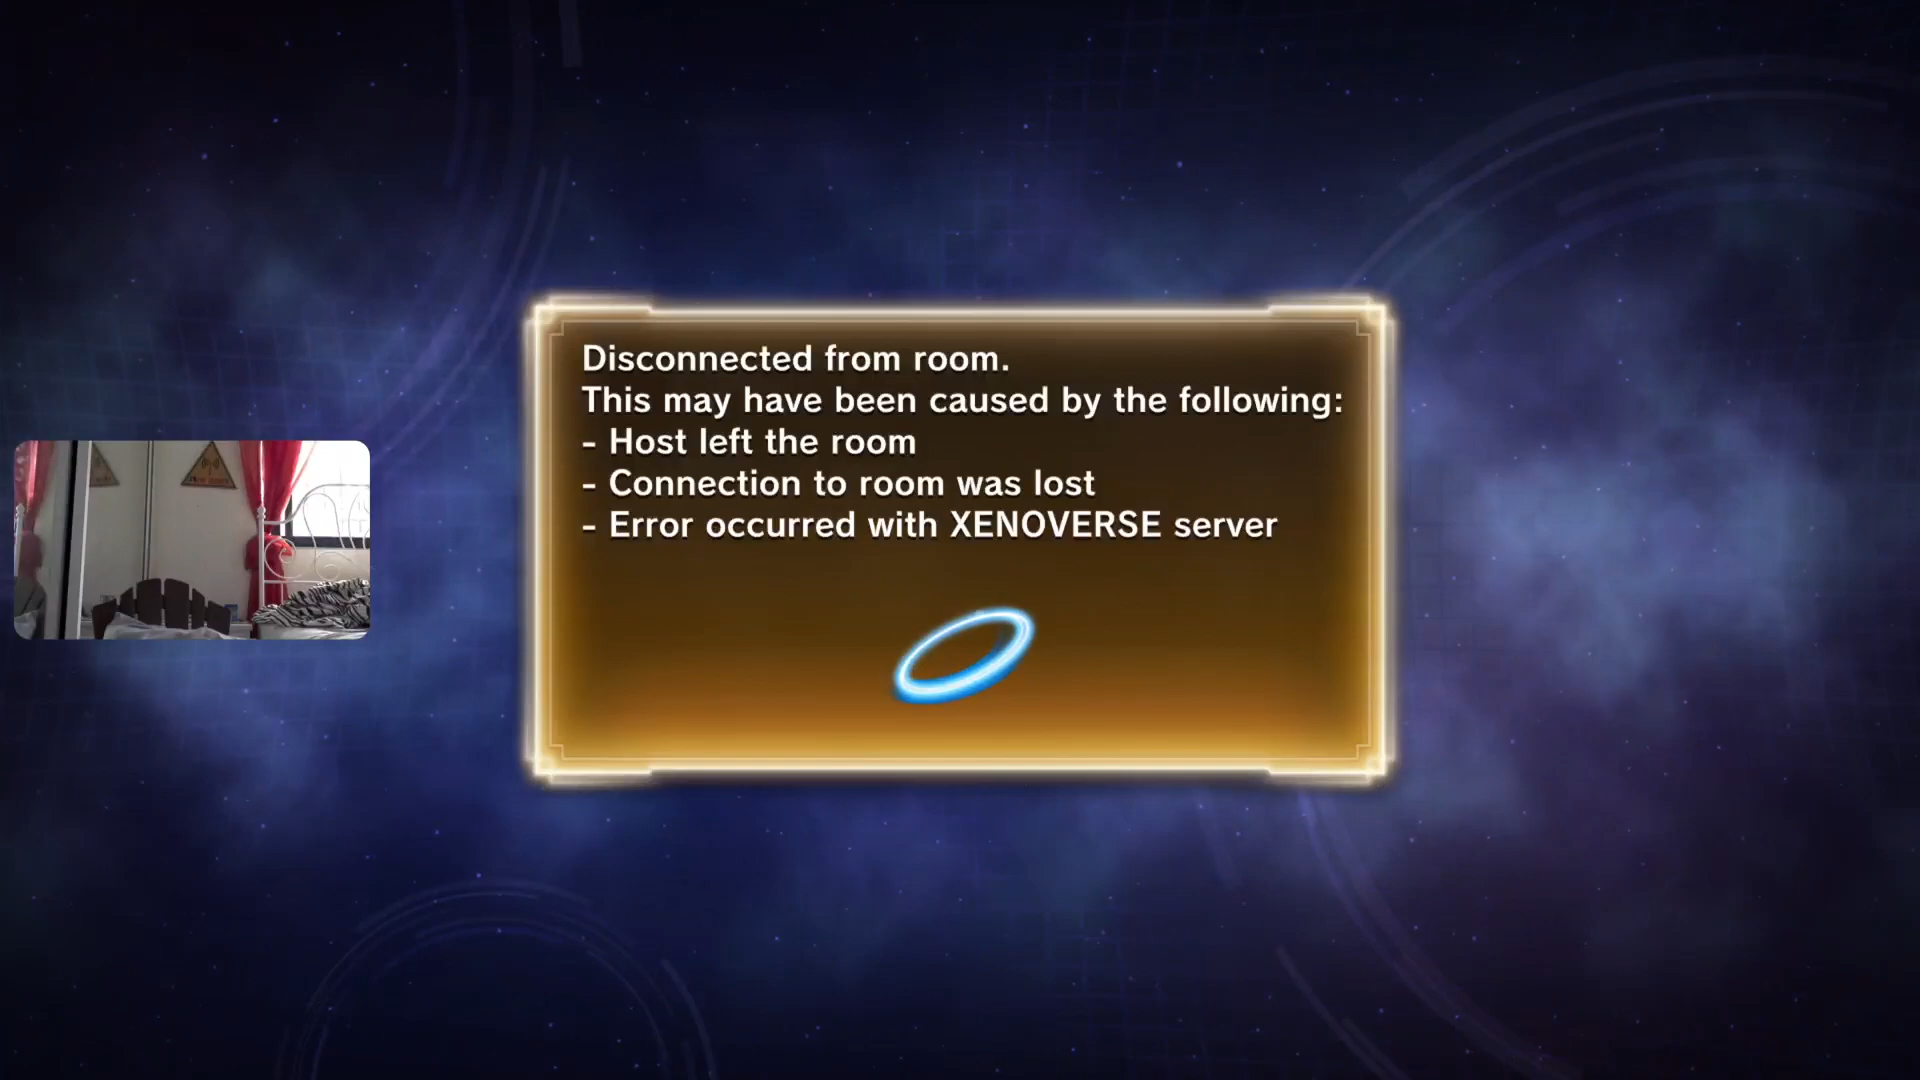 Disconnected from room.
This may have been caused by the following:
- Host left the room
- Connection to room was lost
- Error occurred with XENOVERSE server